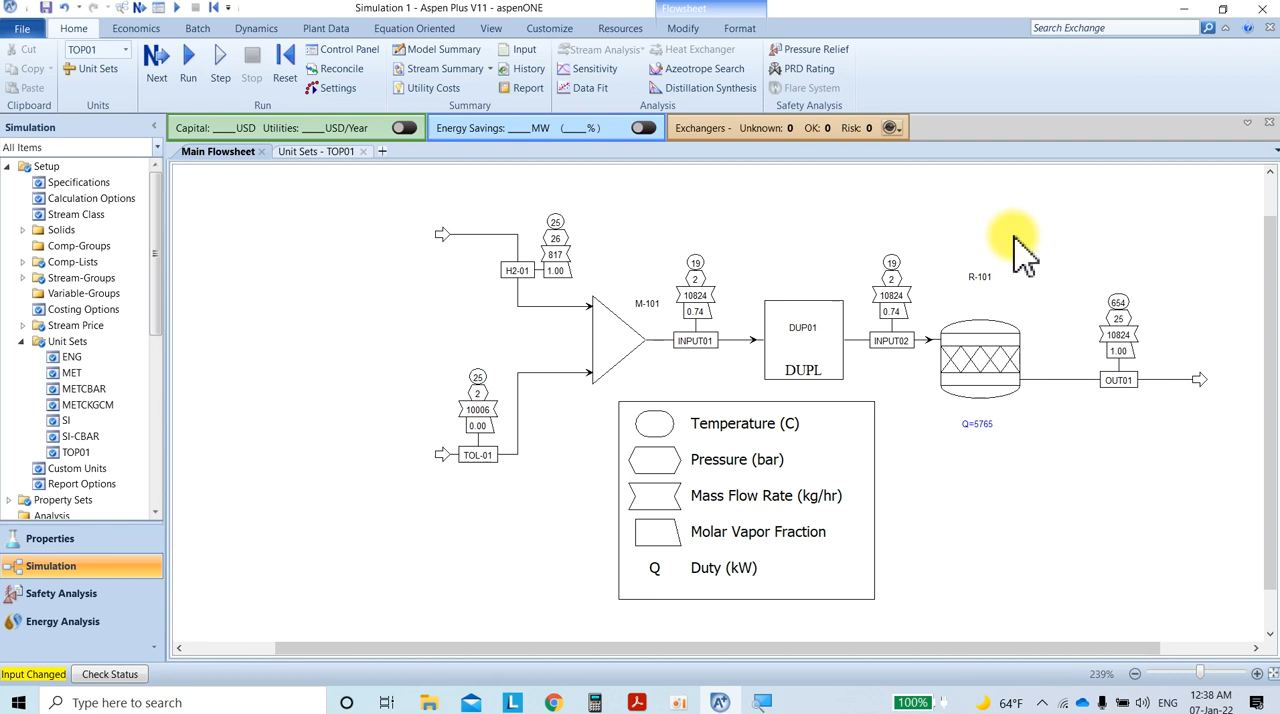 Simulation 1 - Aspen Plus V11 - aspenONE
Flowsheet
File Home Economics Batch Dynamics Plant Data Equation Oriented View Customize Resources Modify Format Search Exchange
Cut TOP01 Control Panel Model Summary Input Stream Analysis Heat Exchanger Pressure Relief
Copy Unit Sets Next Run Step Stop Reset Reconcile Stream Summary History Sensitivity Azeotrope Search PRD Rating
Paste Settings Utility Costs Report Data Fit Distillation Synthesis Flare System
Clipboard Units Run Summary Analysis Safety Analysis
Simulation
Capital: ____USD Utilities: ____USD/Year Energy Savings: ____MW (____%) Exchangers - Unknown: 0 OK: 0 Risk: 0
All Items
Main Flowsheet Unit Sets - TOP01
Setup
Specifications
Calculation Options
Stream Class
Solids
Comp-Groups
Comp-Lists
Stream-Groups
Variable-Groups
Costing Options
Stream Price
Unit Sets
ENG
MET
METCBAR
METCKGCM
SI
SI-CBAR
TOP01
Custom Units
Report Options
Property Sets
Analysis
Properties
Simulation
Safety Analysis
Energy Analysis
25
26
817
1.00
H2-01
25
2
10006
0.00
TOL-01
M-101
19
2
10824
0.74
INPUT01
DUP01
DUPL
19
2
10824
0.74
INPUT02
R-101
Q=5765
654
25
10824
1.00
OUT01
Temperature (C)
Pressure (bar)
Mass Flow Rate (kg/hr)
Molar Vapor Fraction
Q Duty (kW)
Input Changed Check Status 239%
Type here to search 100% 64°F ENG 12:38 AM
07-Jan-22